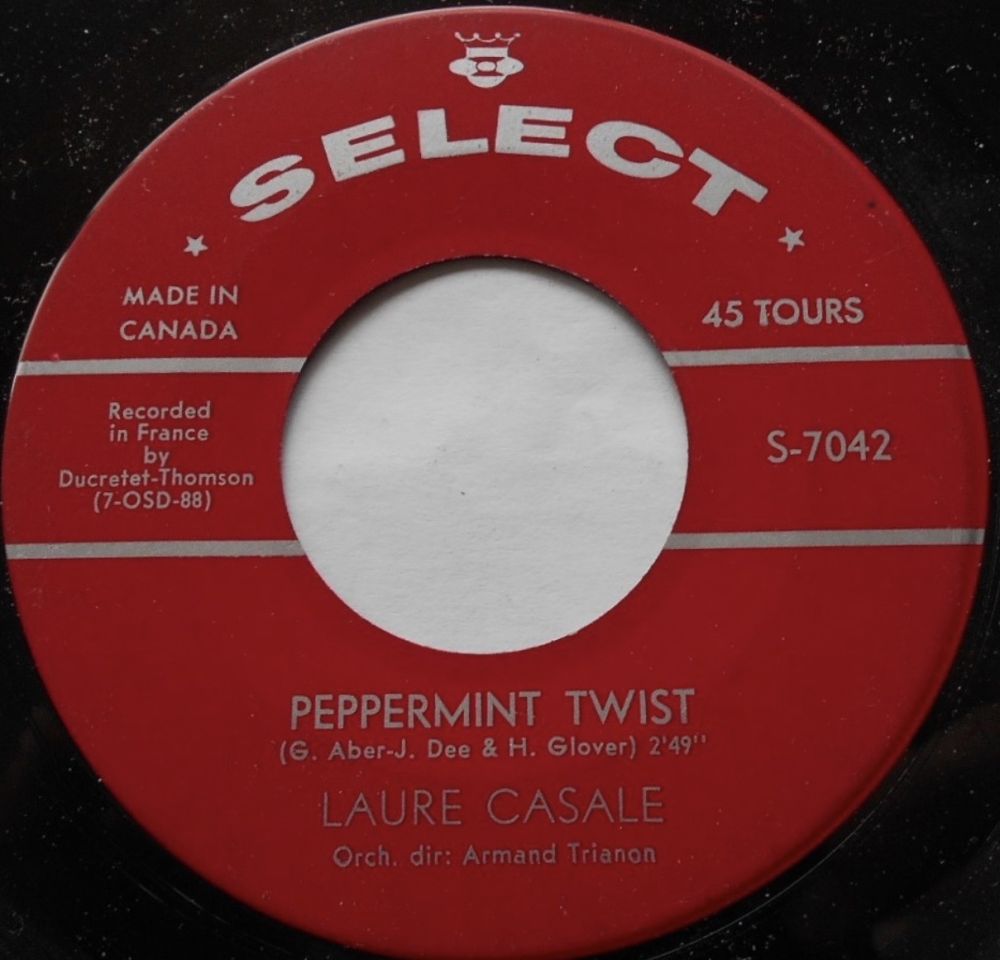 SELECT
MADE IN
CANADA
45 TOURS
Recorded
in France
by
Ducretet-Thomson
(7-OSD-88)
S-7042
PEPPERMINT TWIST
(G. Aber-J. Dee & H. Glover) 2'49"
LAURE CASALE
Orch. dir: Armand Trianon